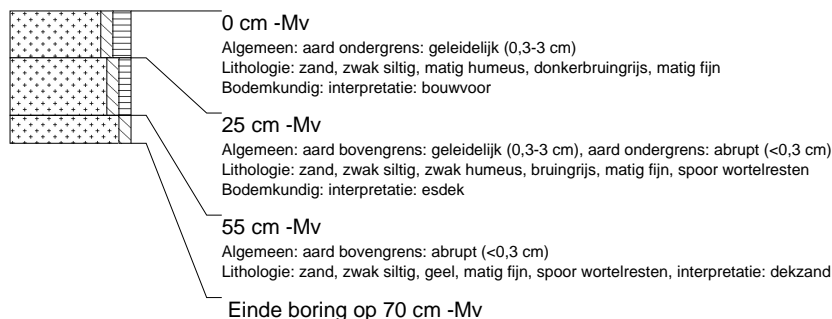 0 cm -Mv
Algemeen: aard ondergrens: geleidelijk (0,3-3 cm)
Lithologie: zand, zwak siltig, matig humeus, donkerbruingrijs, matig fijn
Bodemkundig: interpretatie: bouwvoor
25 cm -Mv
Algemeen: aard bovengrens: geleidelijk (0,3-3 cm), aard ondergrens: abrupt (<0,3 cm)
Lithologie: zand, zwak siltig, zwak humeus, bruingrijs, matig fijn, spoor wortelresten
Bodemkundig: interpretatie: esdek
55 cm -Mv
Algemeen: aard bovengrens: abrupt (<0,3 cm)
Lithologie: zand, zwak siltig, geel, matig fijn, spoor wortelresten, interpretatie: dekzand
Einde boring op 70 cm -Mv